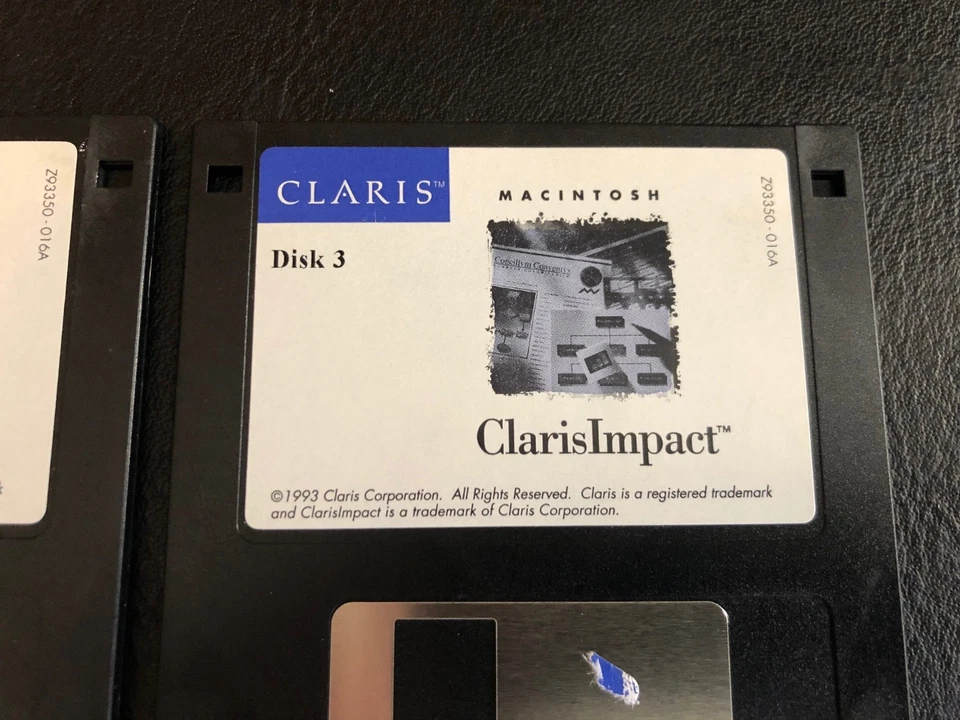 Z93350 - 016A
CLARIS™
MACINTOSH
Z93350 - 016A
Disk 3
ClarisImpact™
©1993 Claris Corporation. All Rights Reserved. Claris is a registered trademark
and ClarisImpact is a trademark of Claris Corporation.